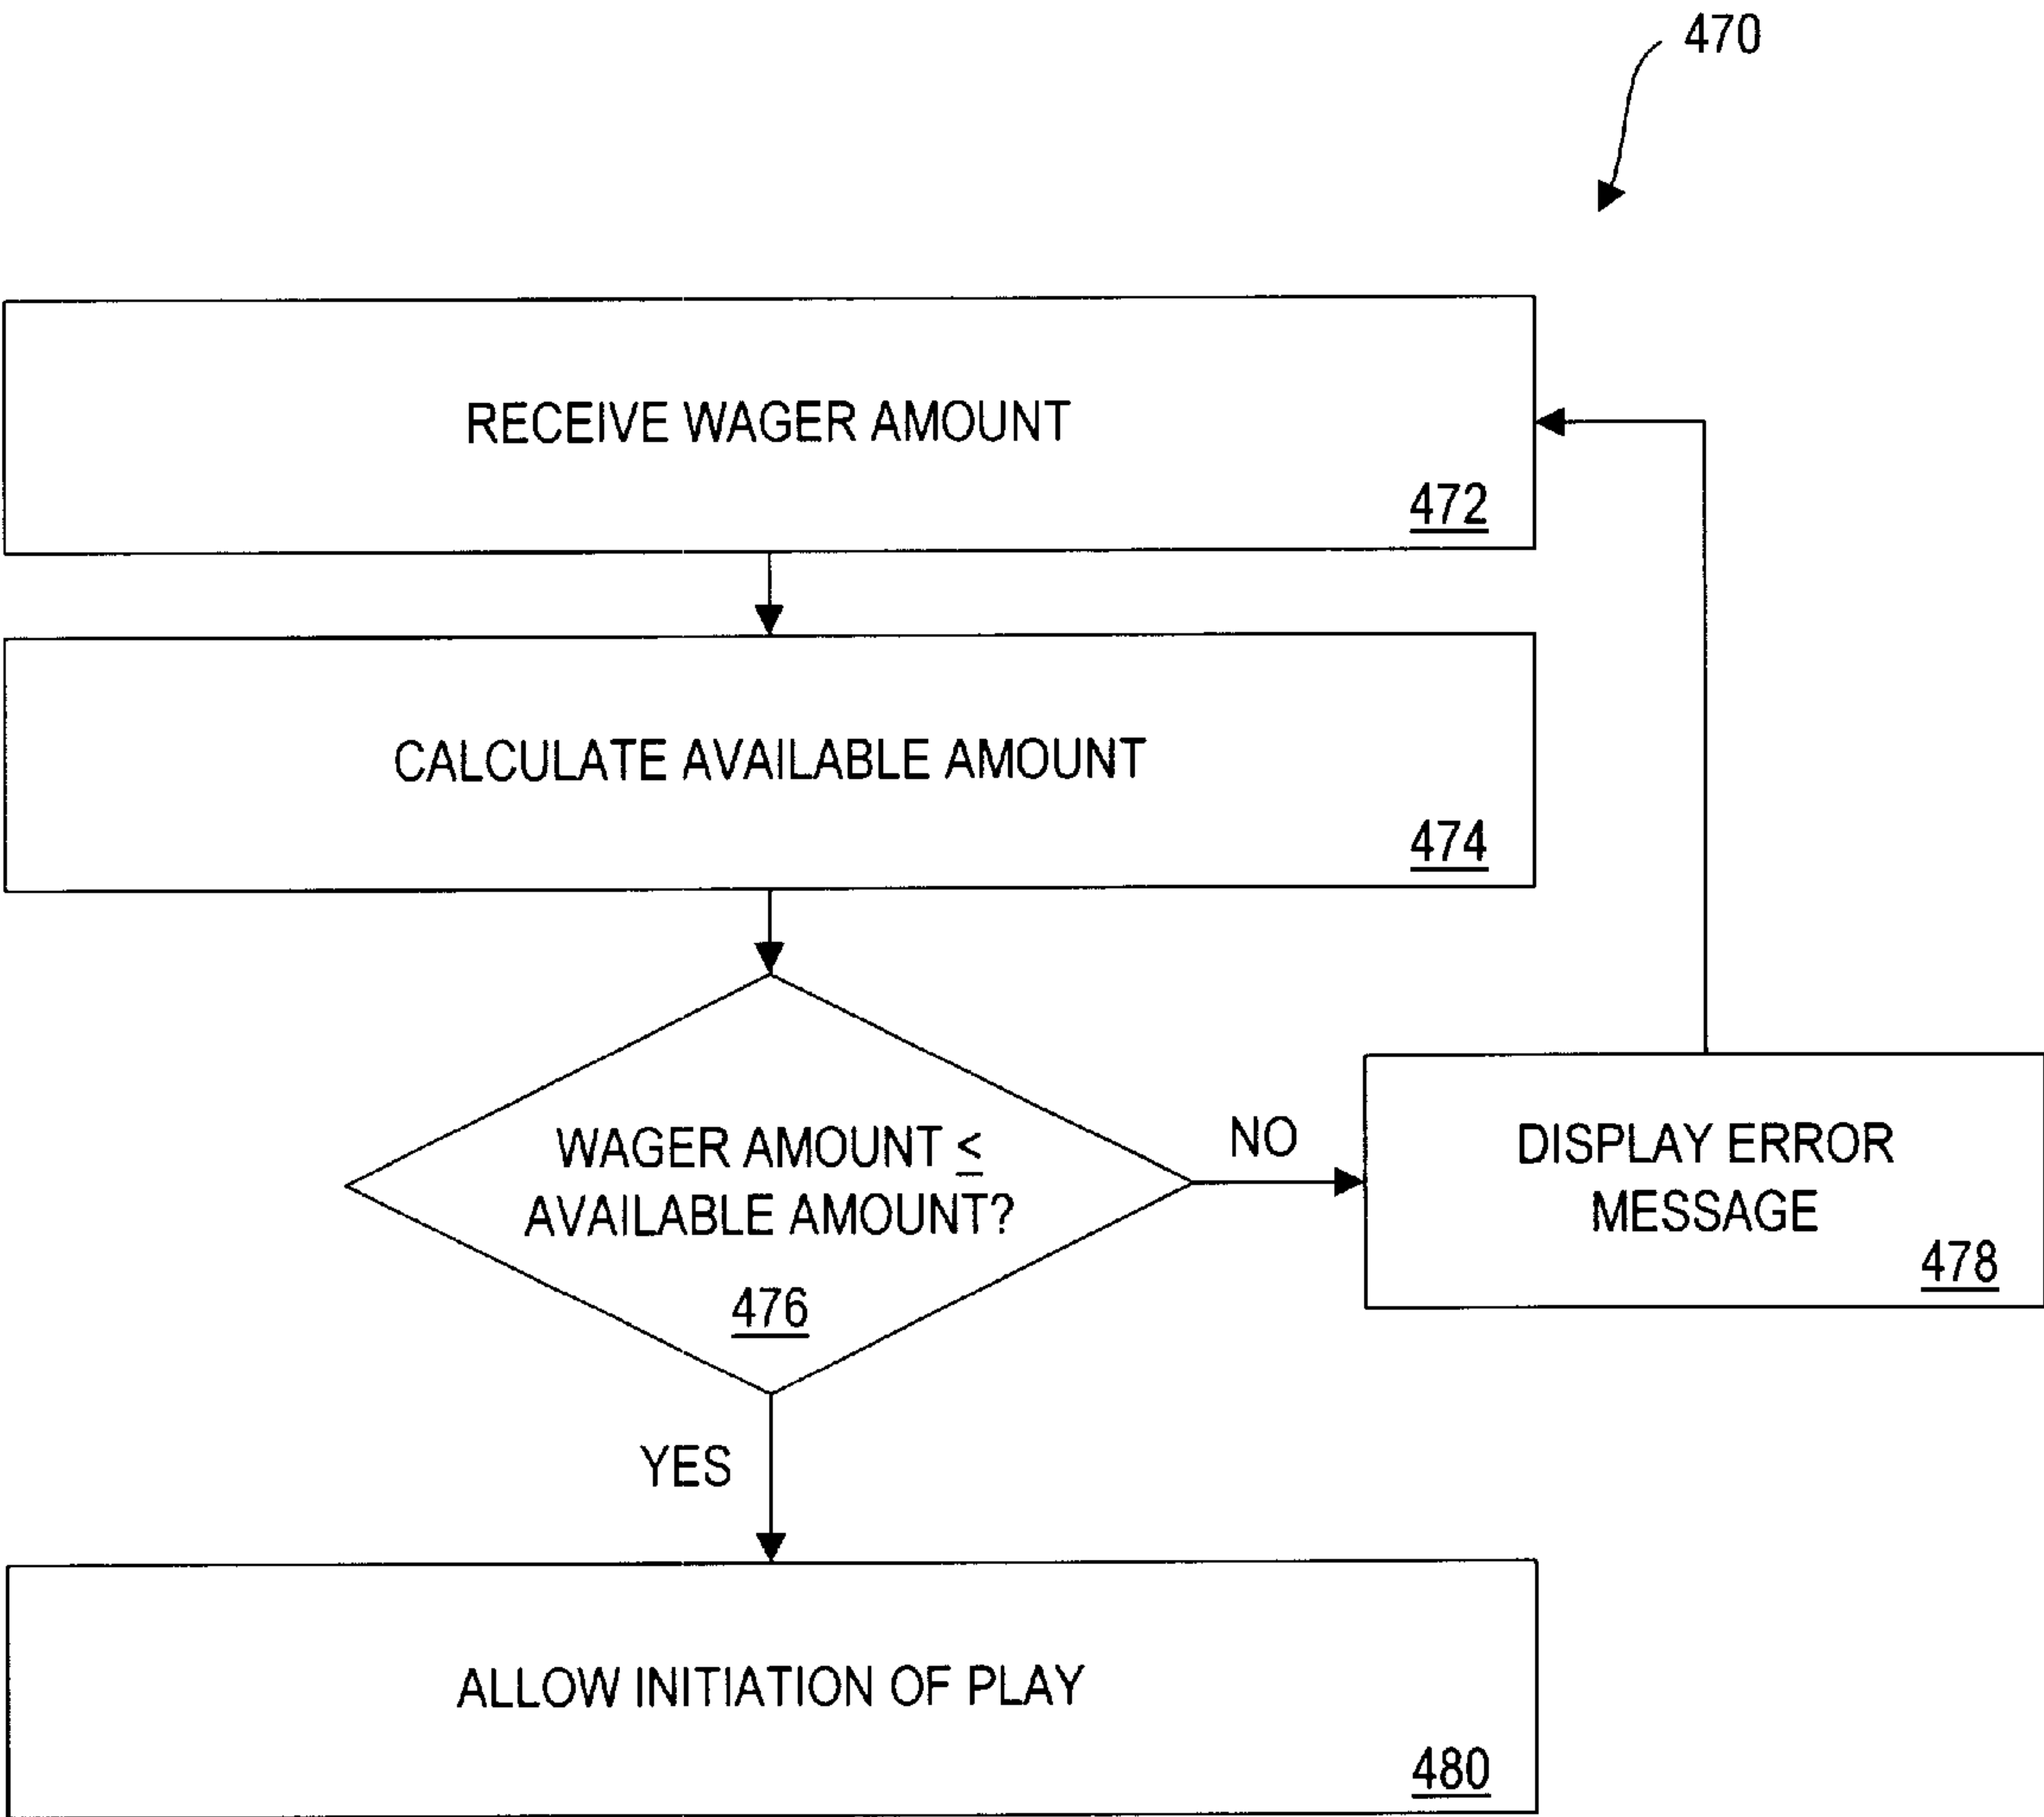 470
RECEIVE WAGER AMOUNT
472
CALCULATE AVAILABLE AMOUNT
474
WAGER AMOUNT ≤
AVAILABLE AMOUNT?
476
NO
DISPLAY ERROR
MESSAGE
478
YES
ALLOW INITIATION OF PLAY
480